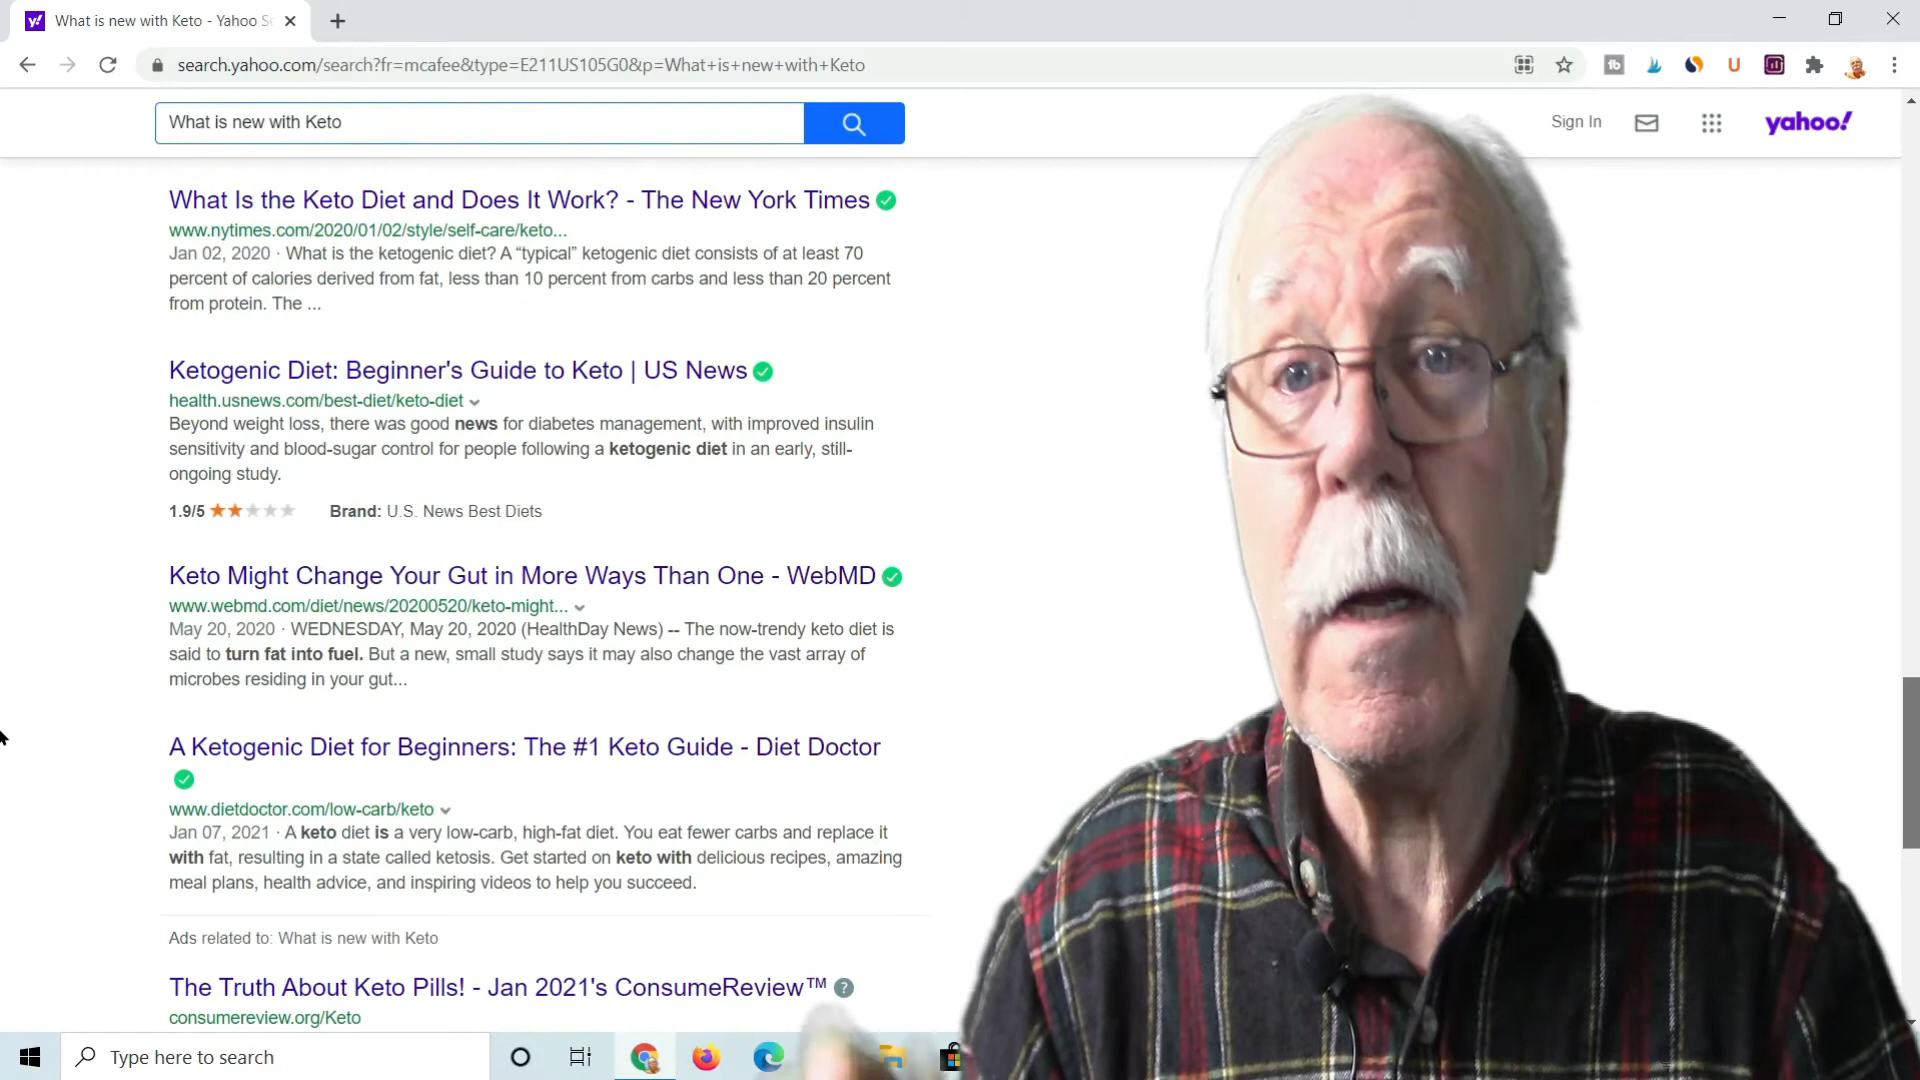 What is new with Keto - Yahoo Se
search.yahoo.com/search?fr=mcafee&type=E211US105G0&p=What+is+new+with+Keto
What is new with Keto
Sign In
yahoo!
What Is the Keto Diet and Does It Work? - The New York Times
www.nytimes.com/2020/01/02/style/self-care/keto...
Jan 02, 2020 · What is the ketogenic diet? A “typical” ketogenic diet consists of at least 70
percent of calories derived from fat, less than 10 percent from carbs and less than 20 percent
from protein. The ...
Ketogenic Diet: Beginner's Guide to Keto | US News
health.usnews.com/best-diet/keto-diet
Beyond weight loss, there was good news for diabetes management, with improved insulin
sensitivity and blood-sugar control for people following a ketogenic diet in an early, still-
ongoing study.
1.9/5 Brand: U.S. News Best Diets
Keto Might Change Your Gut in More Ways Than One - WebMD
www.webmd.com/diet/news/20200520/keto-might...
May 20, 2020 · WEDNESDAY, May 20, 2020 (HealthDay News) -- The now-trendy keto diet is
said to turn fat into fuel. But a new, small study says it may also change the vast array of
microbes residing in your gut...
A Ketogenic Diet for Beginners: The #1 Keto Guide - Diet Doctor
www.dietdoctor.com/low-carb/keto
Jan 07, 2021 · A keto diet is a very low-carb, high-fat diet. You eat fewer carbs and replace it
with fat, resulting in a state called ketosis. Get started on keto with delicious recipes, amazing
meal plans, health advice, and inspiring videos to help you succeed.
Ads related to: What is new with Keto
The Truth About Keto Pills! - Jan 2021's ConsumeReview™
consumereview.org/Keto
Type here to search